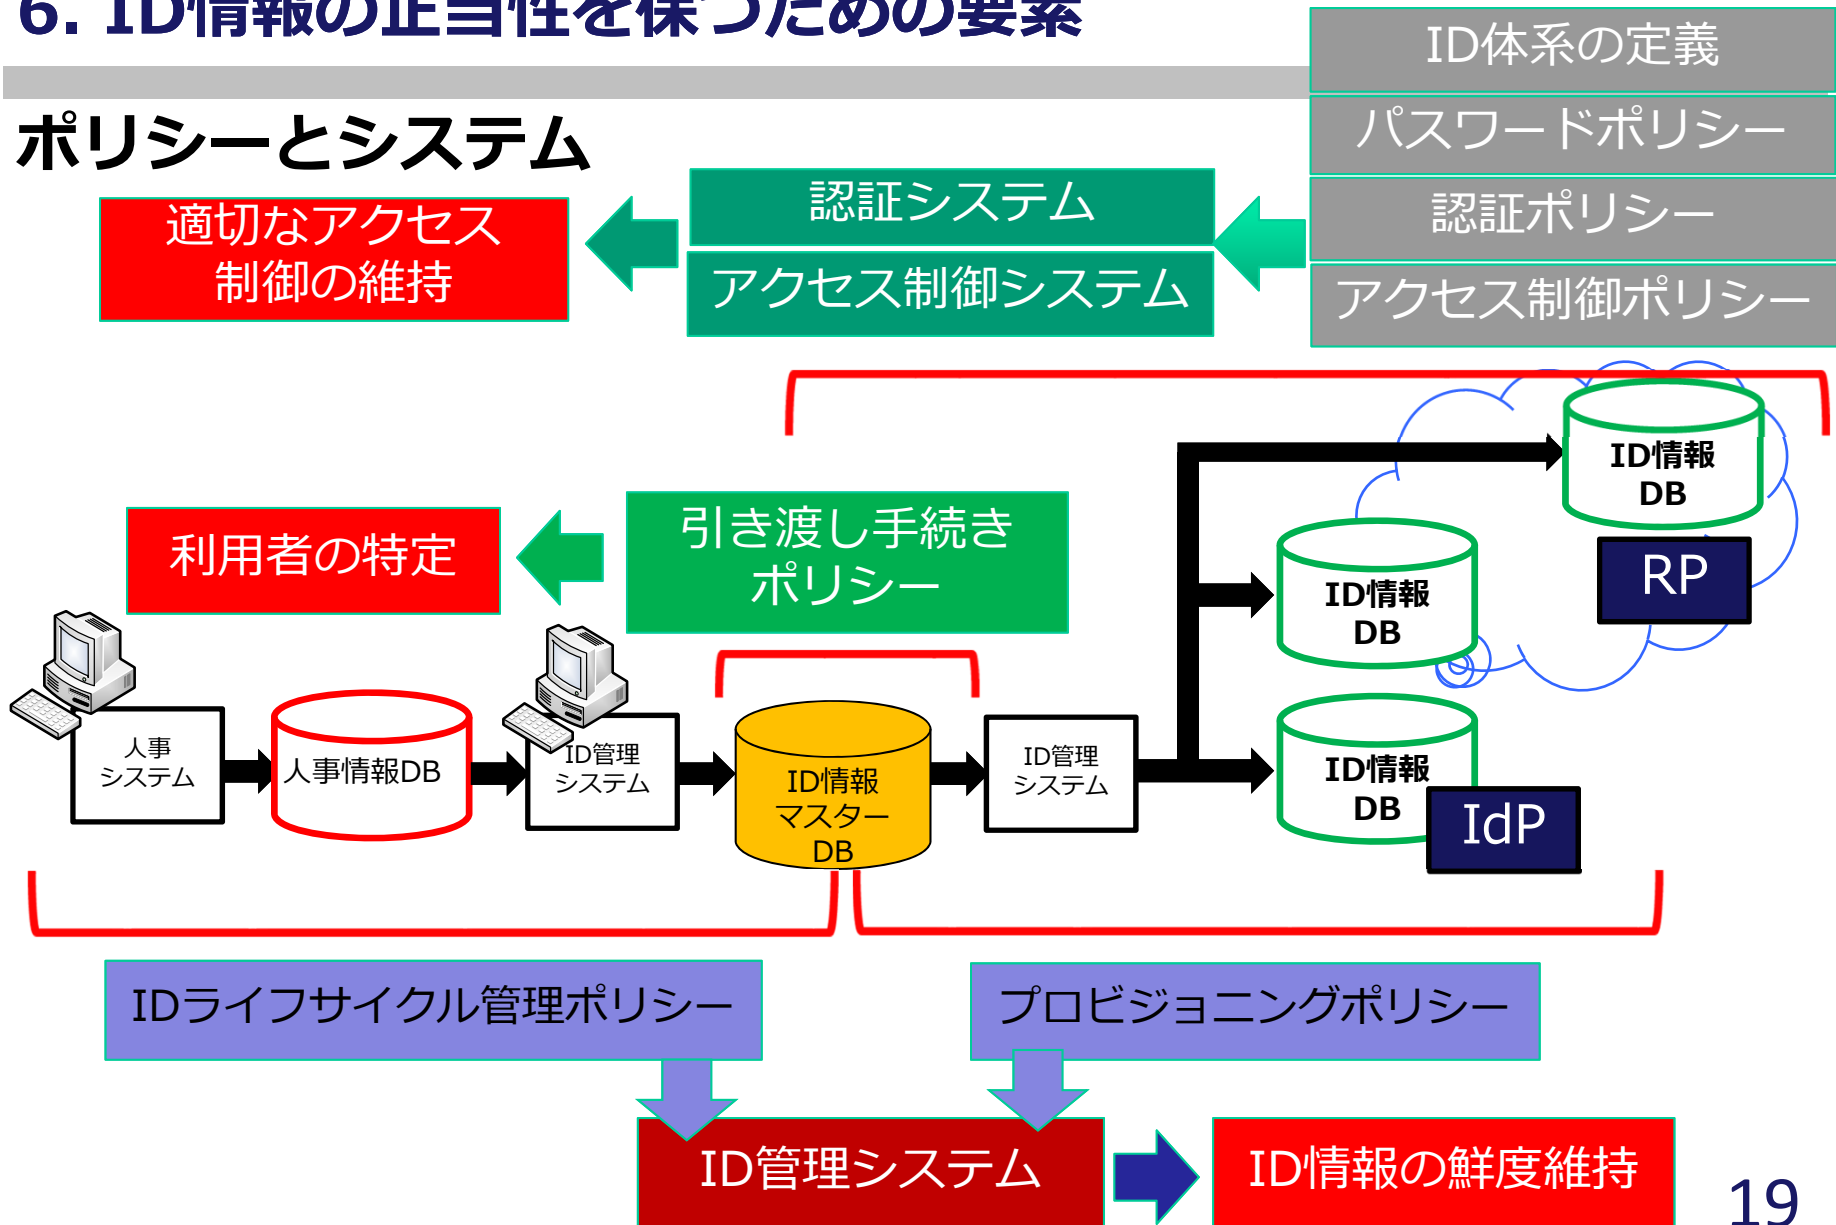 6. ID情報の正当性を保つための要素
ID体系の定義
パスワードポリシー
認証ポリシー
アクセス制御ポリシー
ポリシーとシステム
認証システム
アクセス制御システム
適切なアクセス
制御の維持
利用者の特定
引き渡し手続き
ポリシー
ID情報
DB
RP
ID情報
DB
人事
システム
人事情報DB
ID管理
システム
ID情報
マスター
DB
ID管理
システム
ID情報
DB
IdP
IDライフサイクル管理ポリシー
プロビジョニングポリシー
ID管理システム
ID情報の鮮度維持
19